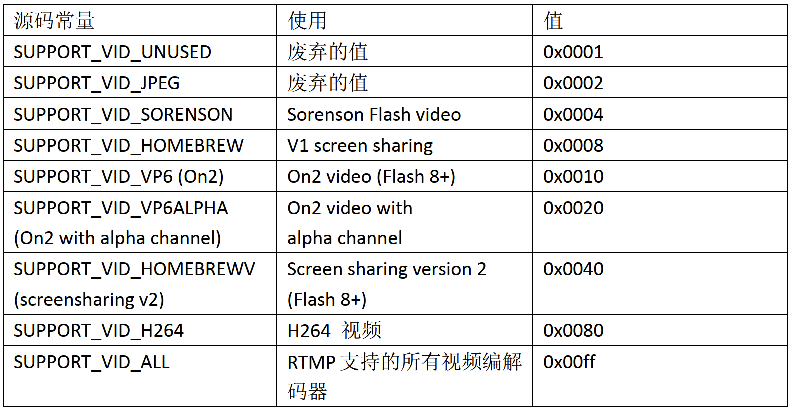 源码常量 使用 值
SUPPORT_VID_UNUSED 废弃的值 0x0001
SUPPORT_VID_JPEG 废弃的值 0x0002
SUPPORT_VID_SORENSON Sorenson Flash video 0x0004
SUPPORT_VID_HOMEBREW V1 screen sharing 0x0008
SUPPORT_VID_VP6 (On2) On2 video (Flash 8+) 0x0010
SUPPORT_VID_VP6ALPHA On2 video with 0x0020
(On2 with alpha channel) alpha channel
SUPPORT_VID_HOMEBREWV Screen sharing version 2 0x0040
(screensharing v2) (Flash 8+)
SUPPORT_VID_H264 H264 视频 0x0080
SUPPORT_VID_ALL RTMP 支持的所有视频编解 0x00ff
码器